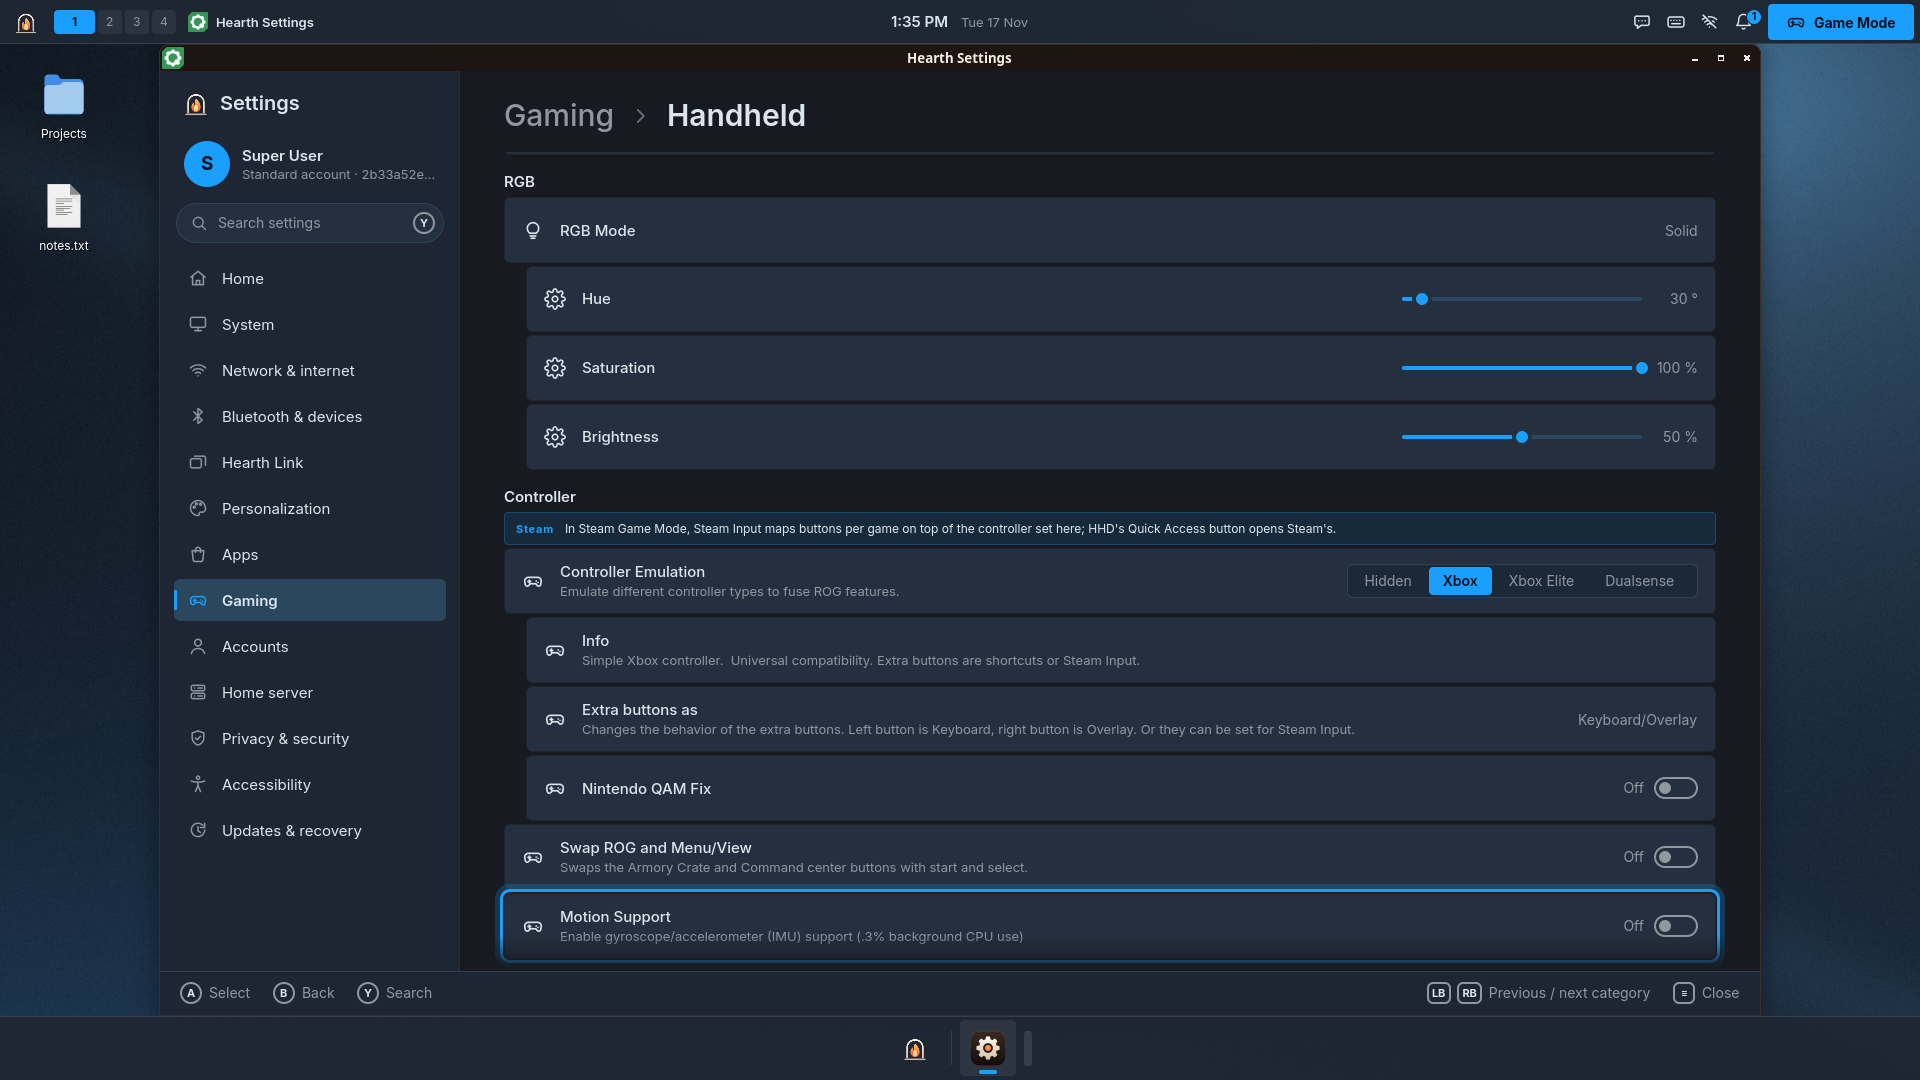 1
2
3
4
Hearth Settings
1:35 PM
Tue 17 Nov
1
Game Mode
Projects
notes.txt
Hearth Settings
Settings
S
Super User
Standard account · 2b33a52e...
Search settings
Y
Home
System
Network & internet
Bluetooth & devices
Hearth Link
Personalization
Apps
Gaming
Accounts
Home server
Privacy & security
Accessibility
Updates & recovery
Gaming > Handheld
RGB
RGB Mode
Solid
Hue
30 °
Saturation
100 %
Brightness
50 %
Controller
Steam In Steam Game Mode, Steam Input maps buttons per game on top of the controller set here; HHD's Quick Access button opens Steam's.
Controller Emulation
Emulate different controller types to fuse ROG features.
Hidden
Xbox
Xbox Elite
Dualsense
Info
Simple Xbox controller.  Universal compatibility. Extra buttons are shortcuts or Steam Input.
Extra buttons as
Changes the behavior of the extra buttons. Left button is Keyboard, right button is Overlay. Or they can be set for Steam Input.
Keyboard/Overlay
Nintendo QAM Fix
Off
Swap ROG and Menu/View
Swaps the Armory Crate and Command center buttons with start and select.
Off
Motion Support
Enable gyroscope/accelerometer (IMU) support (.3% background CPU use)
Off
A Select
B Back
Y Search
LB RB Previous / next category
Close